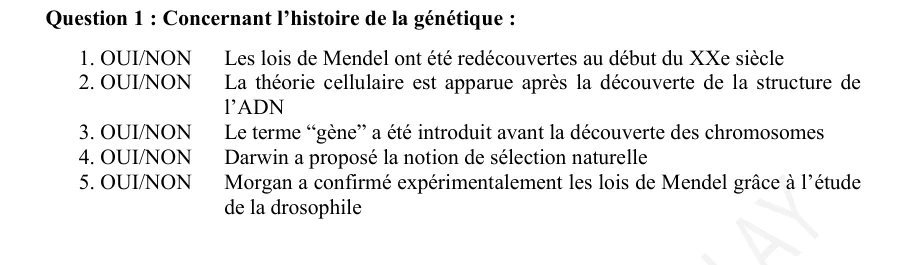 Question 1 : Concernant l’histoire de la génétique :
1. OUI/NON Les lois de Mendel ont été redécouvertes au début du XXe siècle
2. OUI/NON La théorie cellulaire est apparue après la découverte de la structure de
l’ADN
3. OUI/NON Le terme “gène” a été introduit avant la découverte des chromosomes
4. OUI/NON Darwin a proposé la notion de sélection naturelle
5. OUI/NON Morgan a confirmé expérimentalement les lois de Mendel grâce à l’étude
de la drosophile